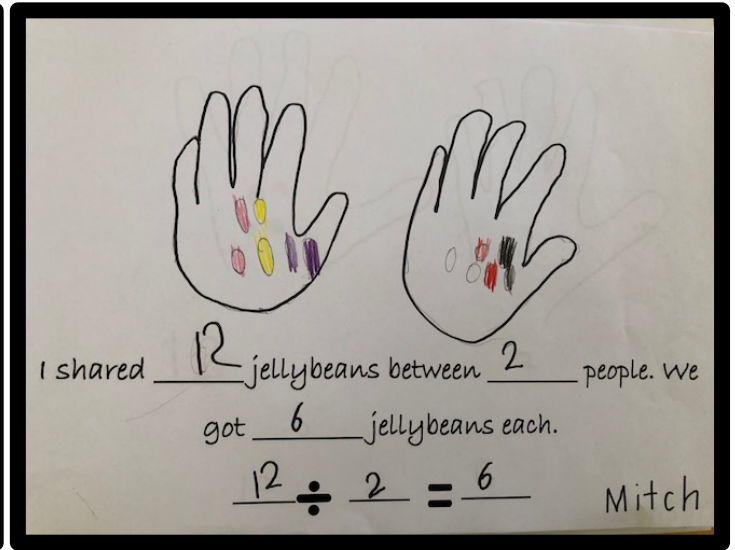 I shared 12 jellybeans between 2 people. We
got 6 jellybeans each.
12 ÷ 2 = 6
Mitch